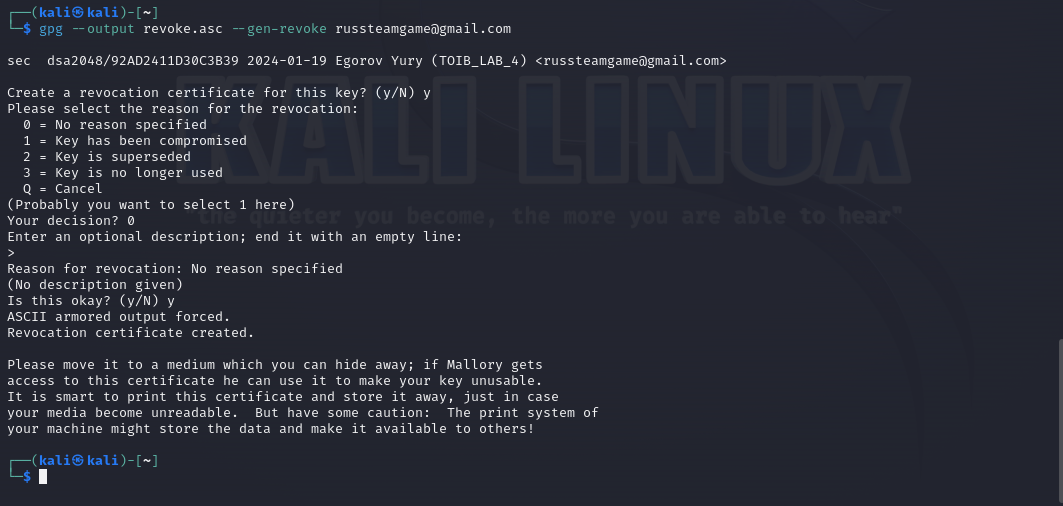 ┌──(kali㉿kali)-[~]
└─$ gpg --output revoke.asc --gen-revoke russteamgame@gmail.com

sec  dsa2048/92AD2411D30C3B39 2024-01-19 Egorov Yury (TOIB_LAB_4) <russteamgame@gmail.com>

Create a revocation certificate for this key? (y/N) y
Please select the reason for the revocation:
  0 = No reason specified
  1 = Key has been compromised
  2 = Key is superseded
  3 = Key is no longer used
  Q = Cancel
(Probably you want to select 1 here)
Your decision? 0
Enter an optional description; end it with an empty line:
>
Reason for revocation: No reason specified
(No description given)
Is this okay? (y/N) y
ASCII armored output forced.
Revocation certificate created.

Please move it to a medium which you can hide away; if Mallory gets
access to this certificate he can use it to make your key unusable.
It is smart to print this certificate and store it away, just in case
your media become unreadable.  But have some caution:  The print system of
your machine might store the data and make it available to others!

┌──(kali㉿kali)-[~]
└─$
KALI LINUX
"the quieter you become, the more you are able to hear"